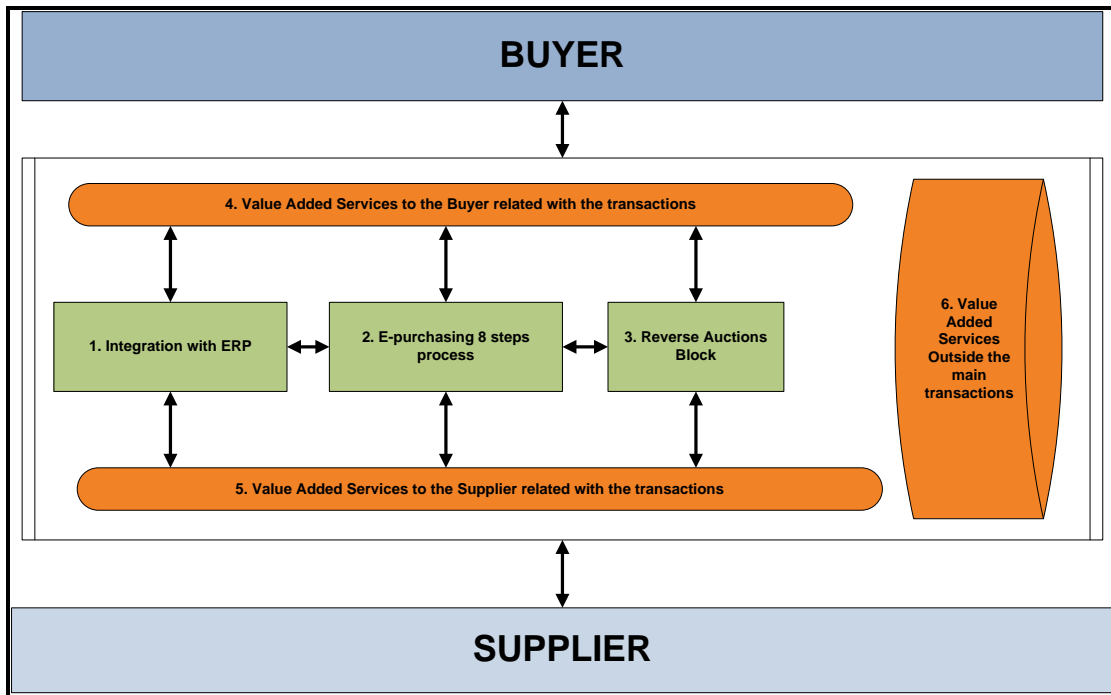 BUYER
4. Value Added Services to the Buyer related with the transactions
1. Integration with ERP
2. E-purchasing 8 steps
process
3. Reverse Auctions
Block
6. Value
Added
Services
Outside the
main
transactions
5. Value Added Services to the Supplier related with the transactions
SUPPLIER